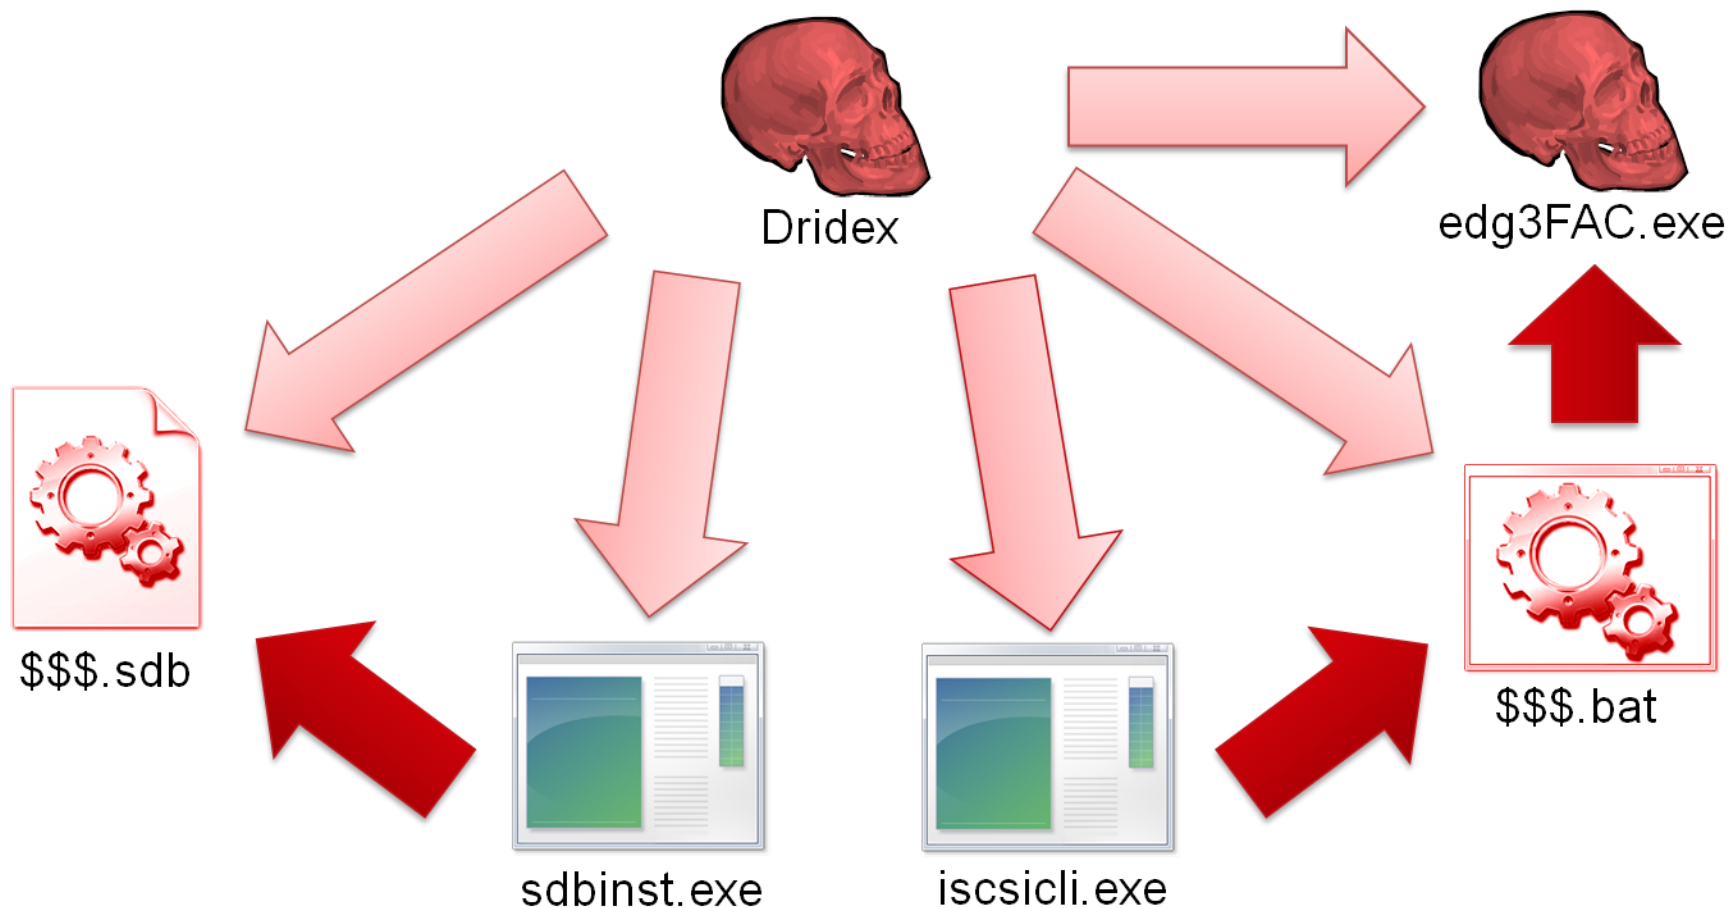 Dridex
edg3FAC.exe
$$$.sdb
$$$.bat
sdbinst.exe
iscsicli.exe